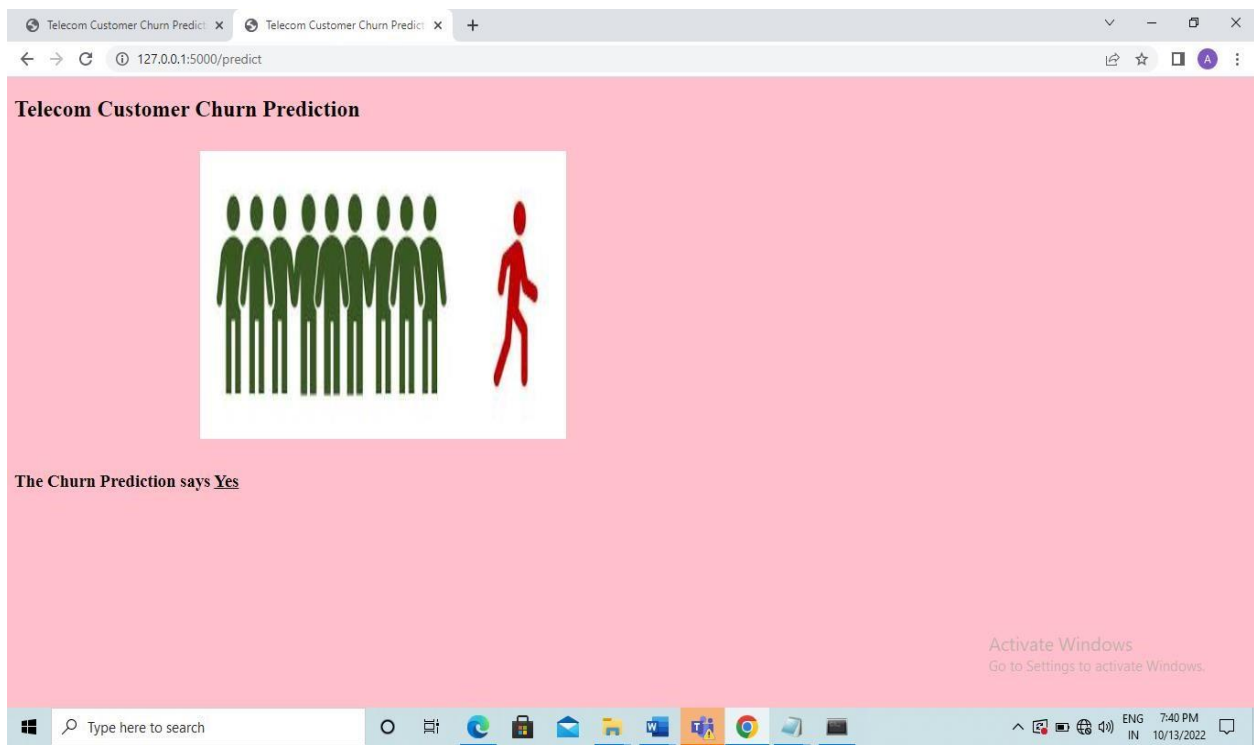 Telecom Customer Churn Predict
Telecom Customer Churn Predict
127.0.0.1:5000/predict
A
Telecom Customer Churn Prediction
The Churn Prediction says Yes
Activate Windows
Go to Settings to activate Windows.
Type here to search
ENG
IN
7:40 PM
10/13/2022